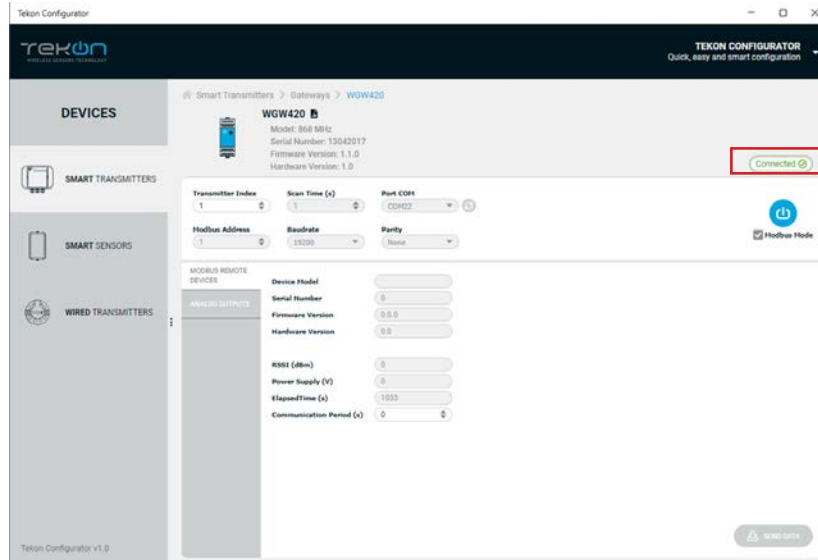 Tekon Configurator
TEKON
WIRELESS SENSORS TECHNOLOGY
TEKON CONFIGURATOR
Quick, easy and smart configuration
DEVICES
SMART TRANSMITTERS
SMART SENSORS
WIRED TRANSMITTERS
Tekon Configurator v1.0
Smart Transmitters > Gateways > WGW420
WGW420
Model: 868 MHz
Serial Number: 13042017
Firmware Version: 1.1.0
Hardware Version: 1.0
Connected
Transmitter Index Scan Time (s) Port COM
1 1 COM22
Modbus Address Baudrate Parity
1 19200 None
Modbus Mode
MODBUS REMOTE
DEVICES
ANALOG OUTPUTS
Device Model
Serial Number 0
Firmware Version 0.0.0
Hardware Version 0.0
RSSI (dBm) 0
Power Supply (V) 0
ElapsedTime (s) 1033
Communication Period (s) 0
SEND DATA